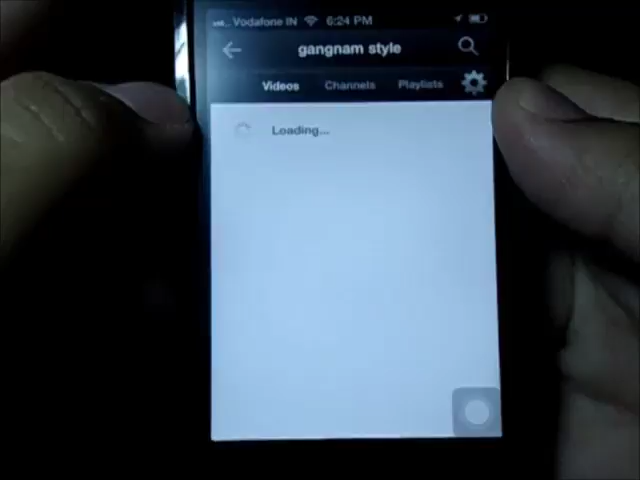 Vodafone IN 6:24 PM
gangnam style
Videos Channels Playlists
Loading...